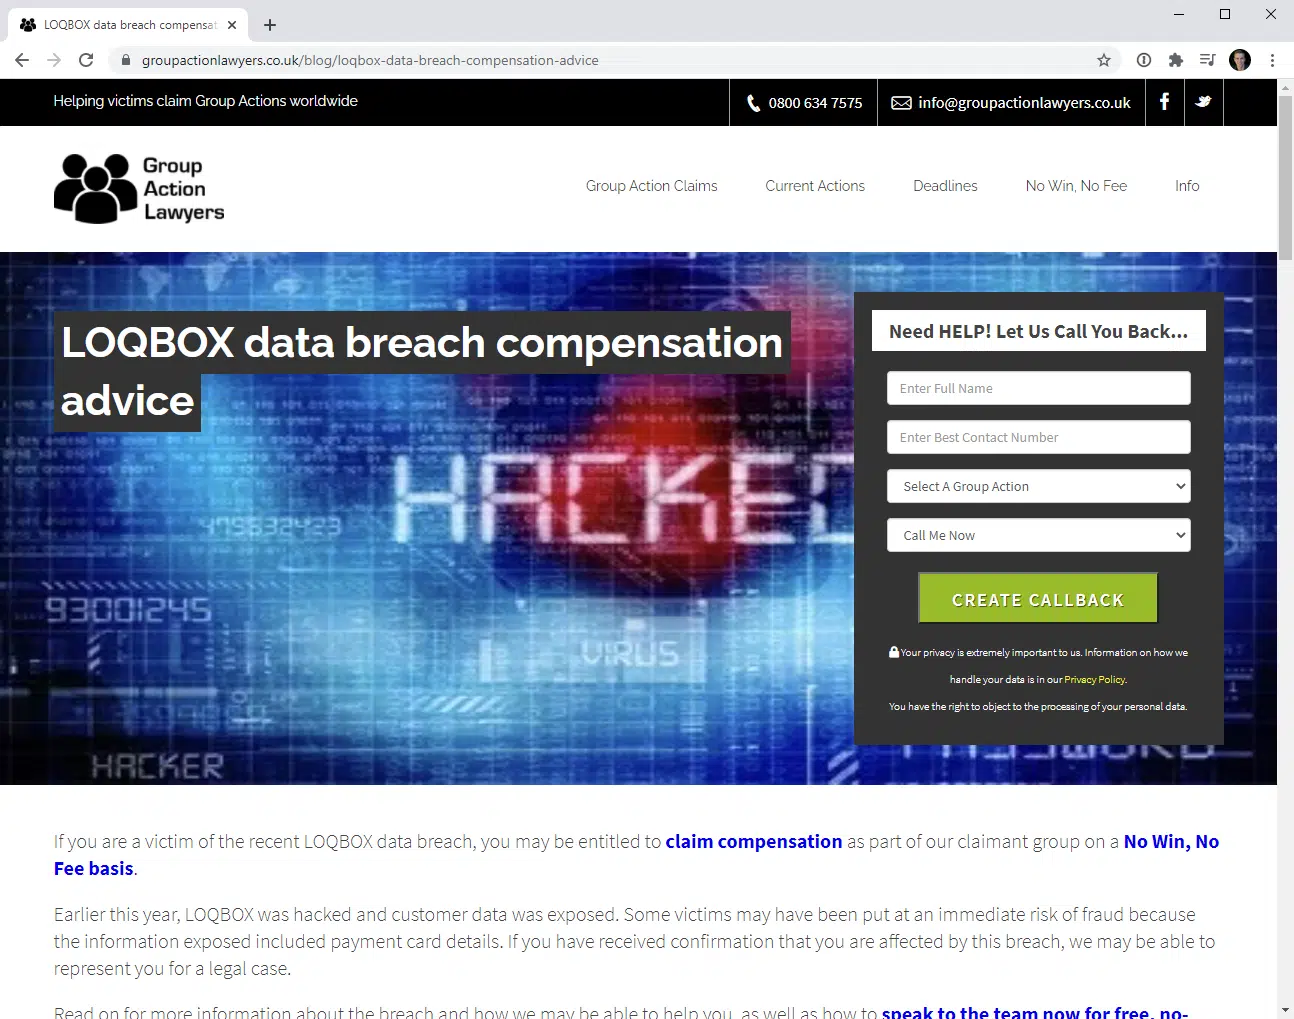 LOQBOX data breach compensat
groupactionlawyers.co.uk/blog/loqbox-data-breach-compensation-advice
Helping victims claim Group Actions worldwide
0800 634 7575
info@groupactionlawyers.co.uk
Group
Action
Lawyers
Group Action Claims
Current Actions
Deadlines
No Win, No Fee
Info
LOQBOX data breach compensation
advice
HACKED
479632423
93001245
VIRUS
HACKER
PASSWORD
Need HELP! Let Us Call You Back...
Enter Full Name
Enter Best Contact Number
Select A Group Action
Call Me Now
CREATE CALLBACK
Your privacy is extremely important to us. Information on how we
handle your data is in our Privacy Policy.
You have the right to object to the processing of your personal data.
If you are a victim of the recent LOQBOX data breach, you may be entitled to claim compensation as part of our claimant group on a No Win, No
Fee basis.
Earlier this year, LOQBOX was hacked and customer data was exposed. Some victims may have been put at an immediate risk of fraud because
the information exposed included payment card details. If you have received confirmation that you are affected by this breach, we may be able to
represent you for a legal case.
Read on for more information about the breach and how we may be able to help you, as well as how to speak to the team now for free, no-